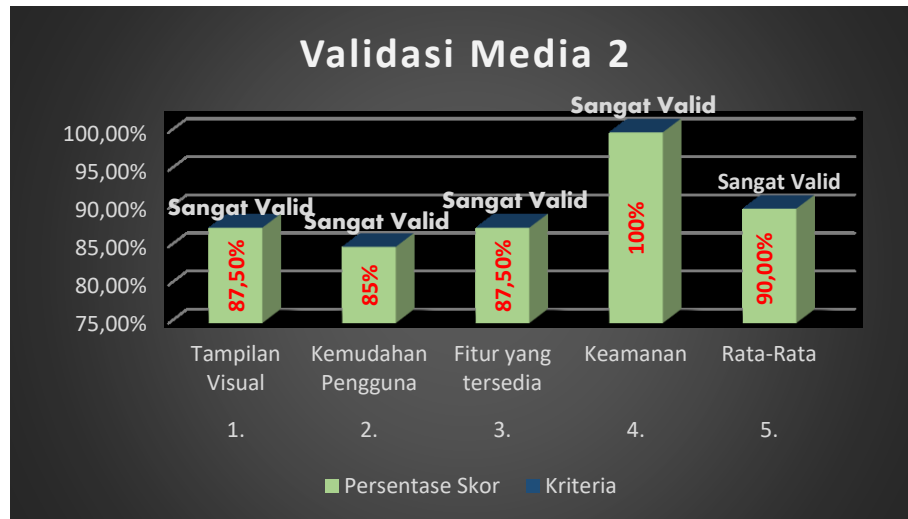 Validasi Media 2
Sangat Valid
100,00%
95,00%
90,00%
85,00%
80,00%
75,00%
Sangat Valid
Sangat Valid
Sangat Valid
Sangat Valid
87,50%
85%
87,50%
100%
90,00%
Tampilan
Visual
Kemudahan
Pengguna
Fitur yang
tersedia
Keamanan
Rata-Rata
1.
2.
3.
4.
5.
Persentase Skor
Kriteria